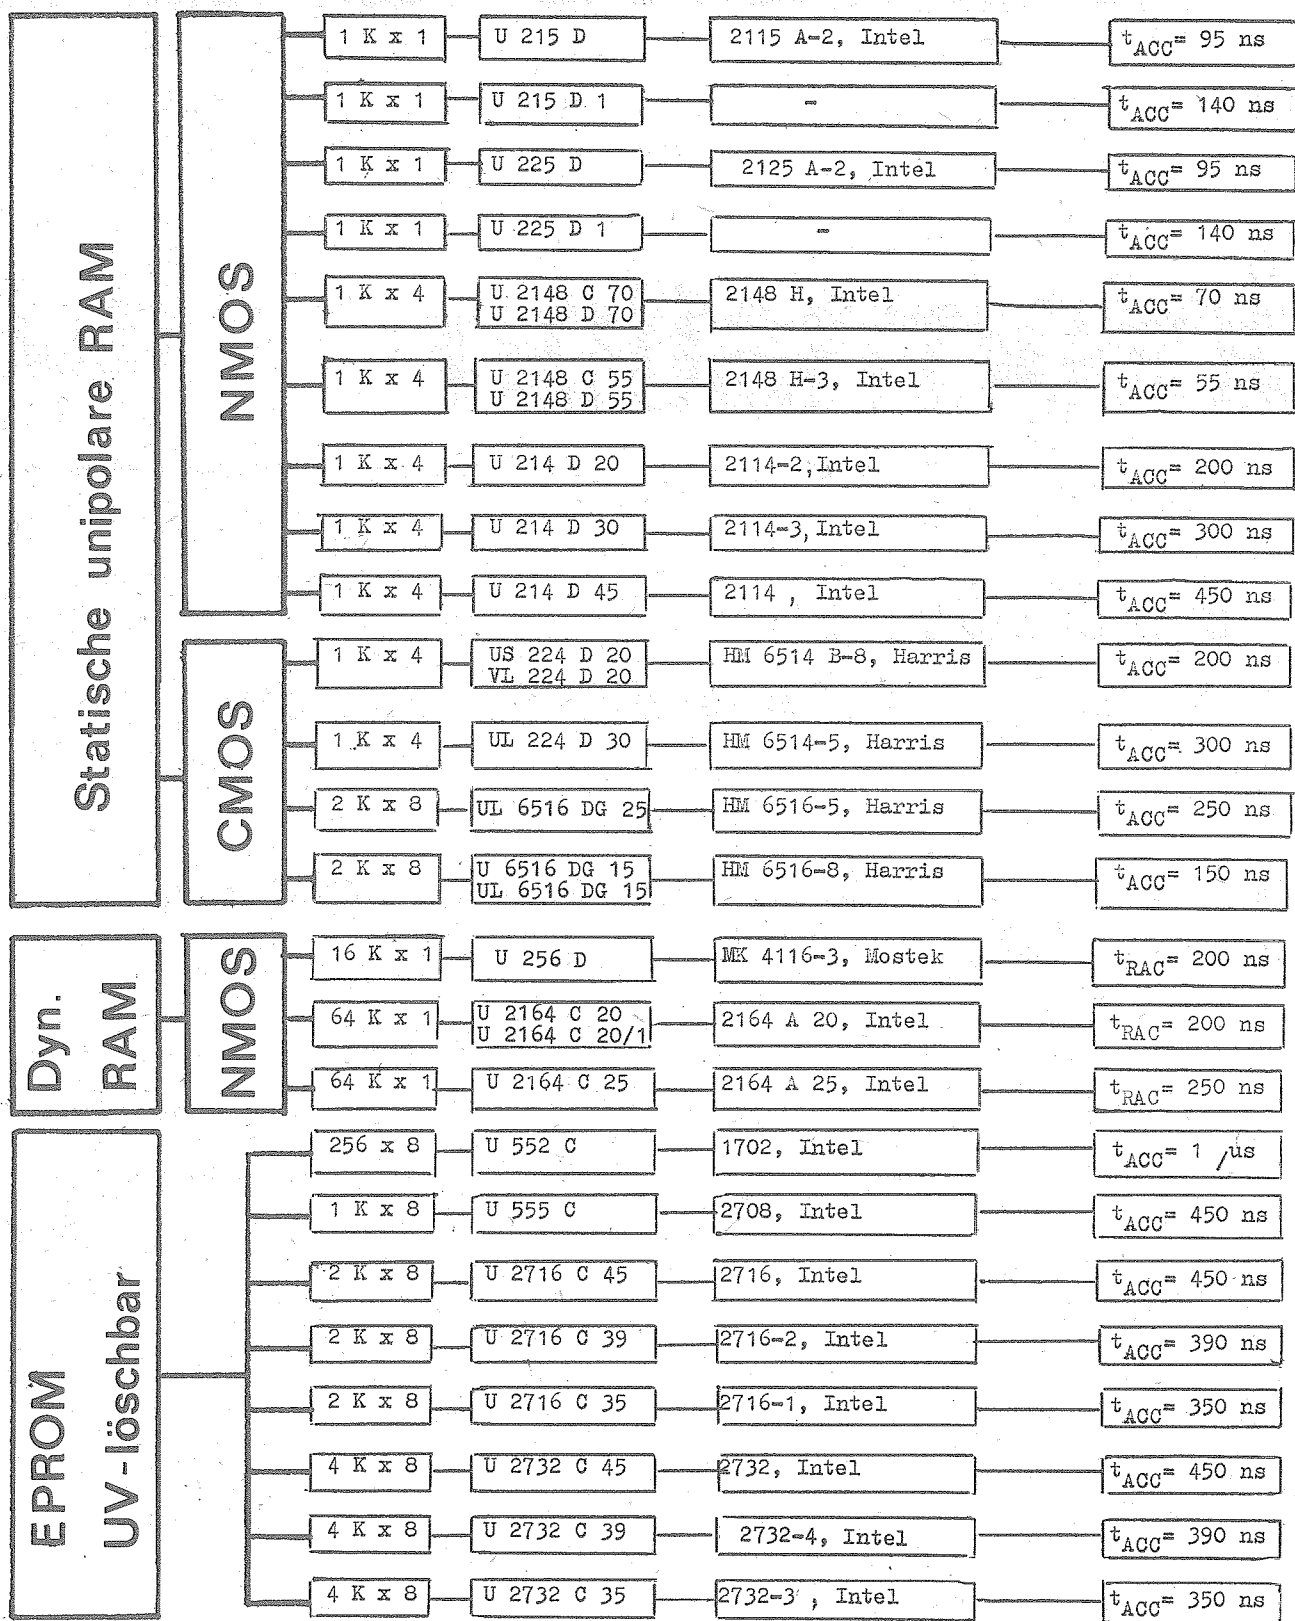 Statische unipolare RAM
NMOS
1 K x 1 U 215 D 2115 A-2, Intel tACC= 95 ns
1 K x 1 U 215 D 1 - tACC= 140 ns
1 K x 1 U 225 D 2125 A-2, Intel tACC= 95 ns
1 K x 1 U 225 D 1 - tACC= 140 ns
1 K x 4 U 2148 C 70 2148 H, Intel tACC= 70 ns
U 2148 D 70
1 K x 4 U 2148 C 55 2148 H-3, Intel tACC= 55 ns
U 2148 D 55
1 K x 4 U 214 D 20 2114-2,Intel tACC= 200 ns
1 K x 4 U 214 D 30 2114-3,Intel tACC= 300 ns
1 K x 4 U 214 D 45 2114 , Intel tACC= 450 ns
CMOS
1 K x 4 US 224 D 20 HM 6514 B-8, Harris tACC= 200 ns
VL 224 D 20
1 K x 4 UL 224 D 30 HM 6514-5, Harris tACC= 300 ns
2 K x 8 UL 6516 DG 25 HM 6516-5, Harris tACC= 250 ns
2 K x 8 U 6516 DG 15 HM 6516-8, Harris tACC= 150 ns
UL 6516 DG 15
Dyn.
RAM
NMOS
16 K x 1 U 256 D MK 4116-3, Mostek tRAC= 200 ns
64 K x 1 U 2164 C 20 2164 A 20, Intel tRAC= 200 ns
U 2164 C 20/1
64 K x 1 U 2164 C 25 2164 A 25, Intel tRAC= 250 ns
EPROM
UV-löschbar
256 x 8 U 552 C 1702, Intel tACC= 1 /us
1 K x 8 U 555 C 2708, Intel tACC= 450 ns
2 K x 8 U 2716 C 45 2716, Intel tACC= 450 ns
2 K x 8 U 2716 C 39 2716-2, Intel tACC= 390 ns
2 K x 8 U 2716 C 35 2716-1, Intel tACC= 350 ns
4 K x 8 U 2732 C 45 2732, Intel tACC= 450 ns
4 K x 8 U 2732 C 39 2732-4, Intel tACC= 390 ns
4 K x 8 U 2732 C 35 2732-3 , Intel tACC= 350 ns